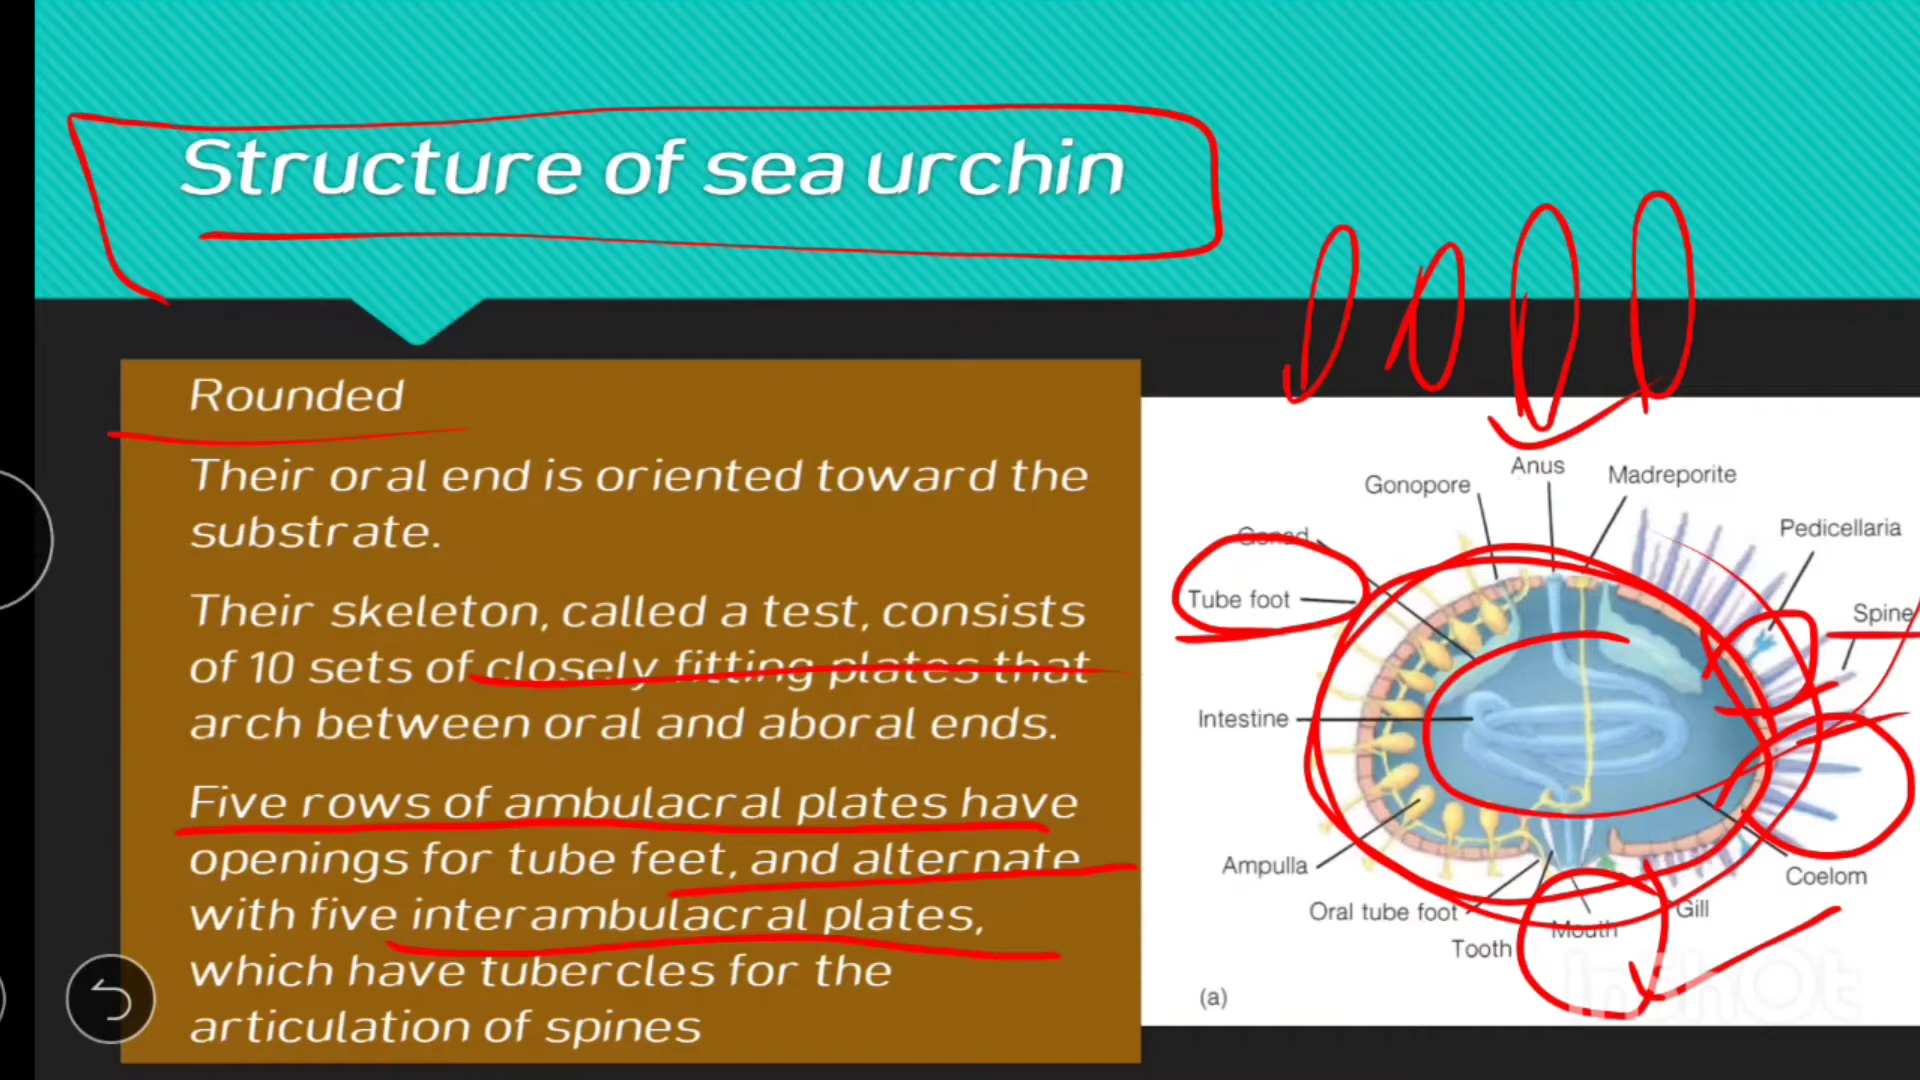 Structure of sea urchin
Rounded
Their oral end is oriented toward the
substrate.
Their skeleton, called a test, consists
of 10 sets of closely fitting plates that
arch between oral and aboral ends.
Five rows of ambulacral plates have
openings for tube feet, and alternate
with five interambulacral plates,
which have tubercles for the
articulation of spines
Anus
Madreporite
Gonopore
Pedicellaria
Gonad
Tube foot
Spine
Intestine
Ampulla
Coelom
Oral tube foot
Gill
Mouth
Tooth
(a)
InShOt